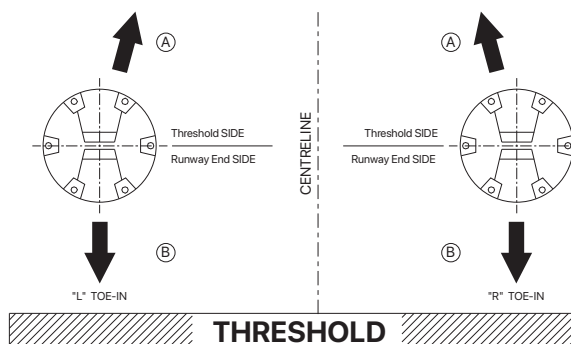 A
A
Threshold SIDE
Runway End SIDE
CENTRELINE
Threshold SIDE
Runway End SIDE
B
B
"L" TOE-IN
"R" TOE-IN
THRESHOLD